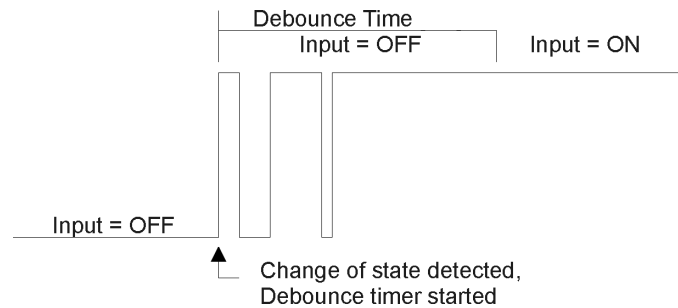 Debounce Time
Input = OFF
Input = ON
Input = OFF
Change of state detected,
Debounce timer started